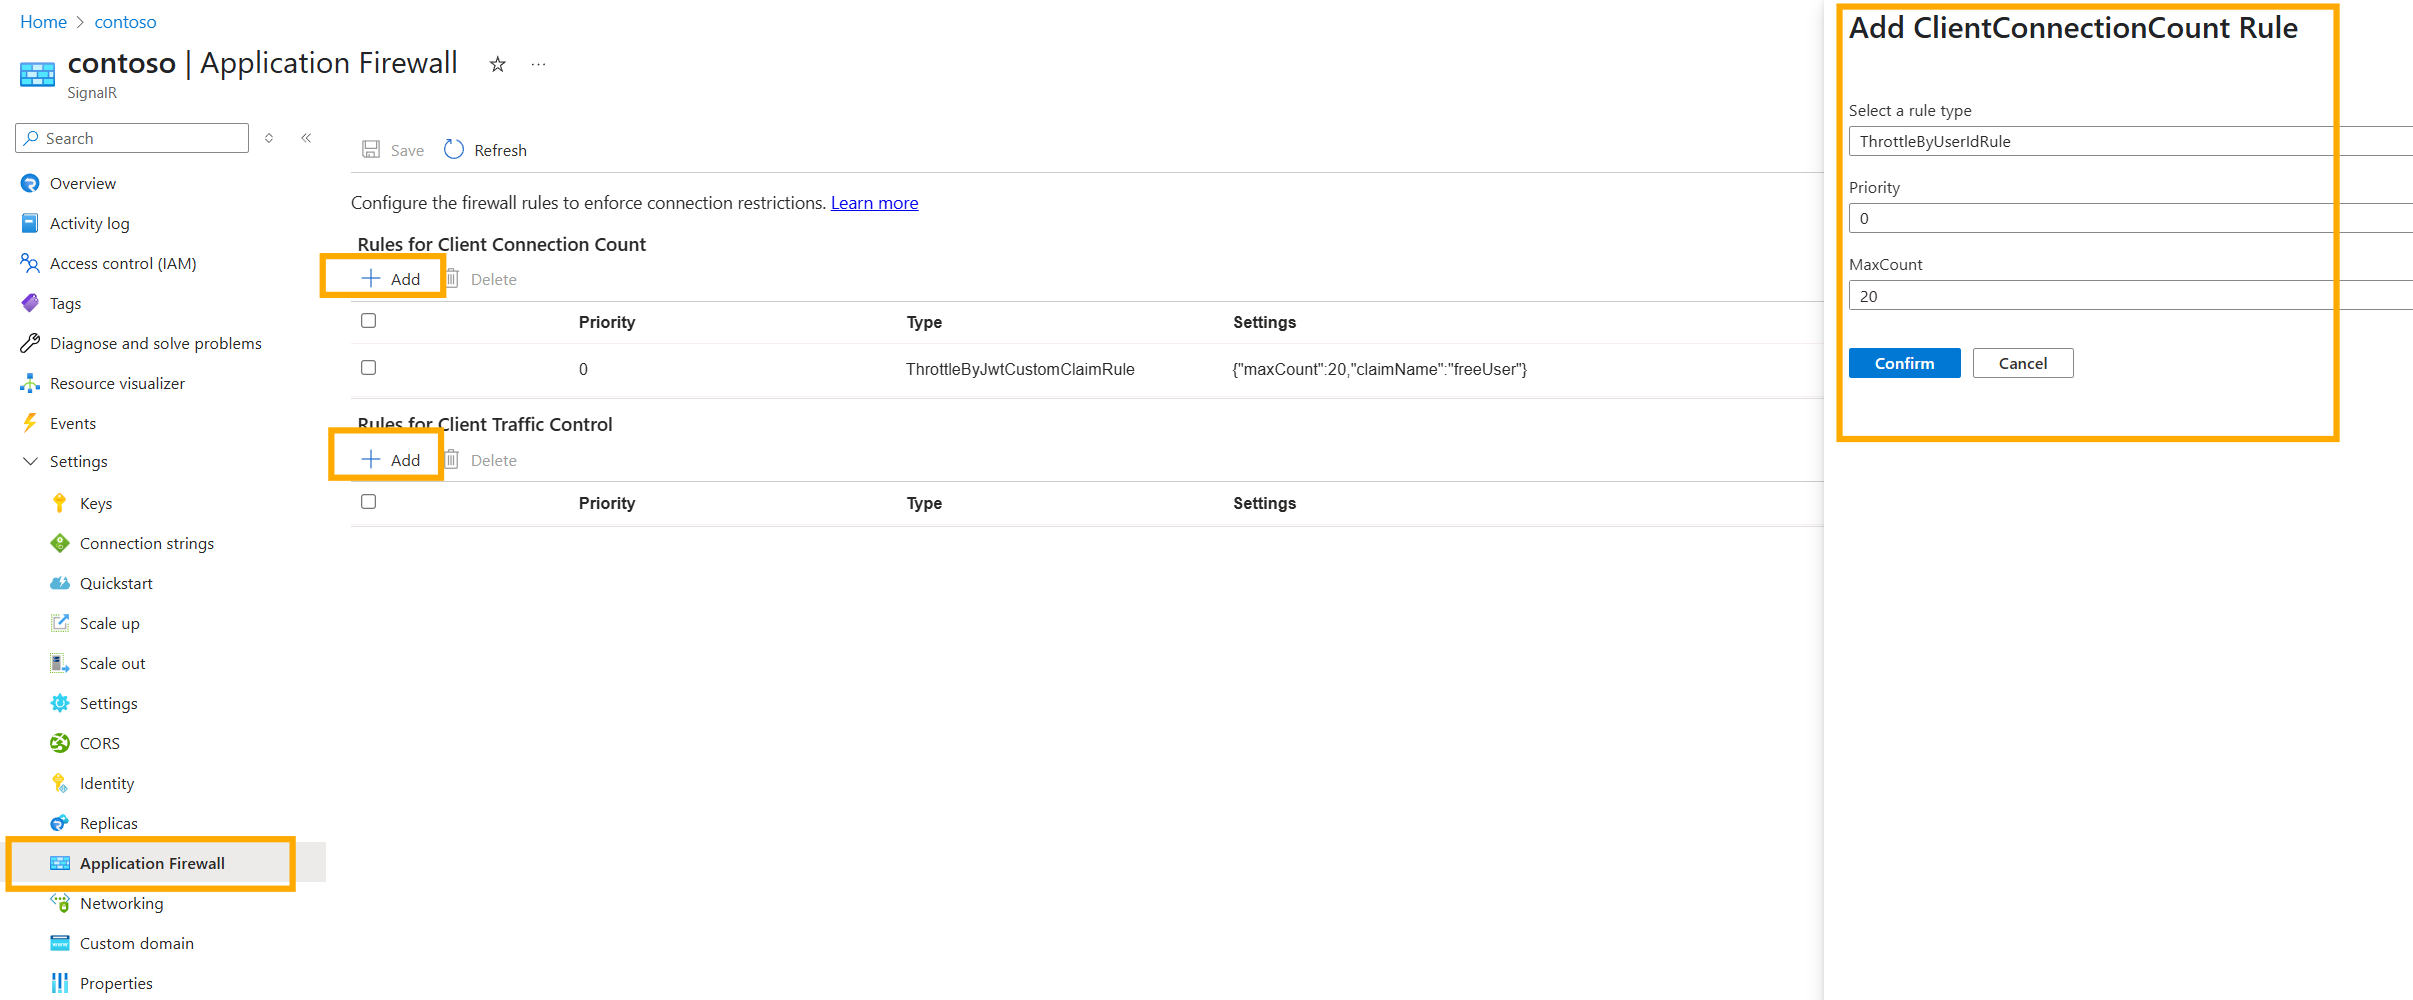 Home > contoso
contoso | Application Firewall
SignalR
Search
Overview
Activity log
Access control (IAM)
Tags
Diagnose and solve problems
Resource visualizer
Events
Settings
Keys
Connection strings
Quickstart
Scale up
Scale out
Settings
CORS
Identity
Replicas
Application Firewall
Networking
Custom domain
Properties
Save Refresh
Configure the firewall rules to enforce connection restrictions. Learn more
Rules for Client Connection Count
Add Delete
Priority Type Settings
0 ThrottleByJwtCustomClaimRule {"maxCount":20,"claimName":"freeUser"}
Rules for Client Traffic Control
Add Delete
Priority Type Settings
Add ClientConnectionCount Rule
Select a rule type
ThrottleByUserIdRule
Priority
0
MaxCount
20
Confirm Cancel